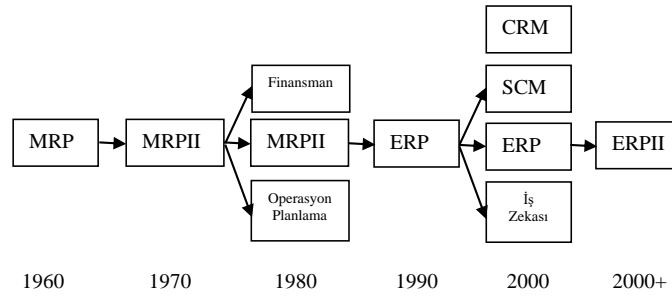 CRM
Finansman
SCM
MRP
MRPII
MRPII
ERP
ERP
ERPII
Operasyon
Planlama
İş
Zekası
1960 1970 1980 1990 2000 2000+